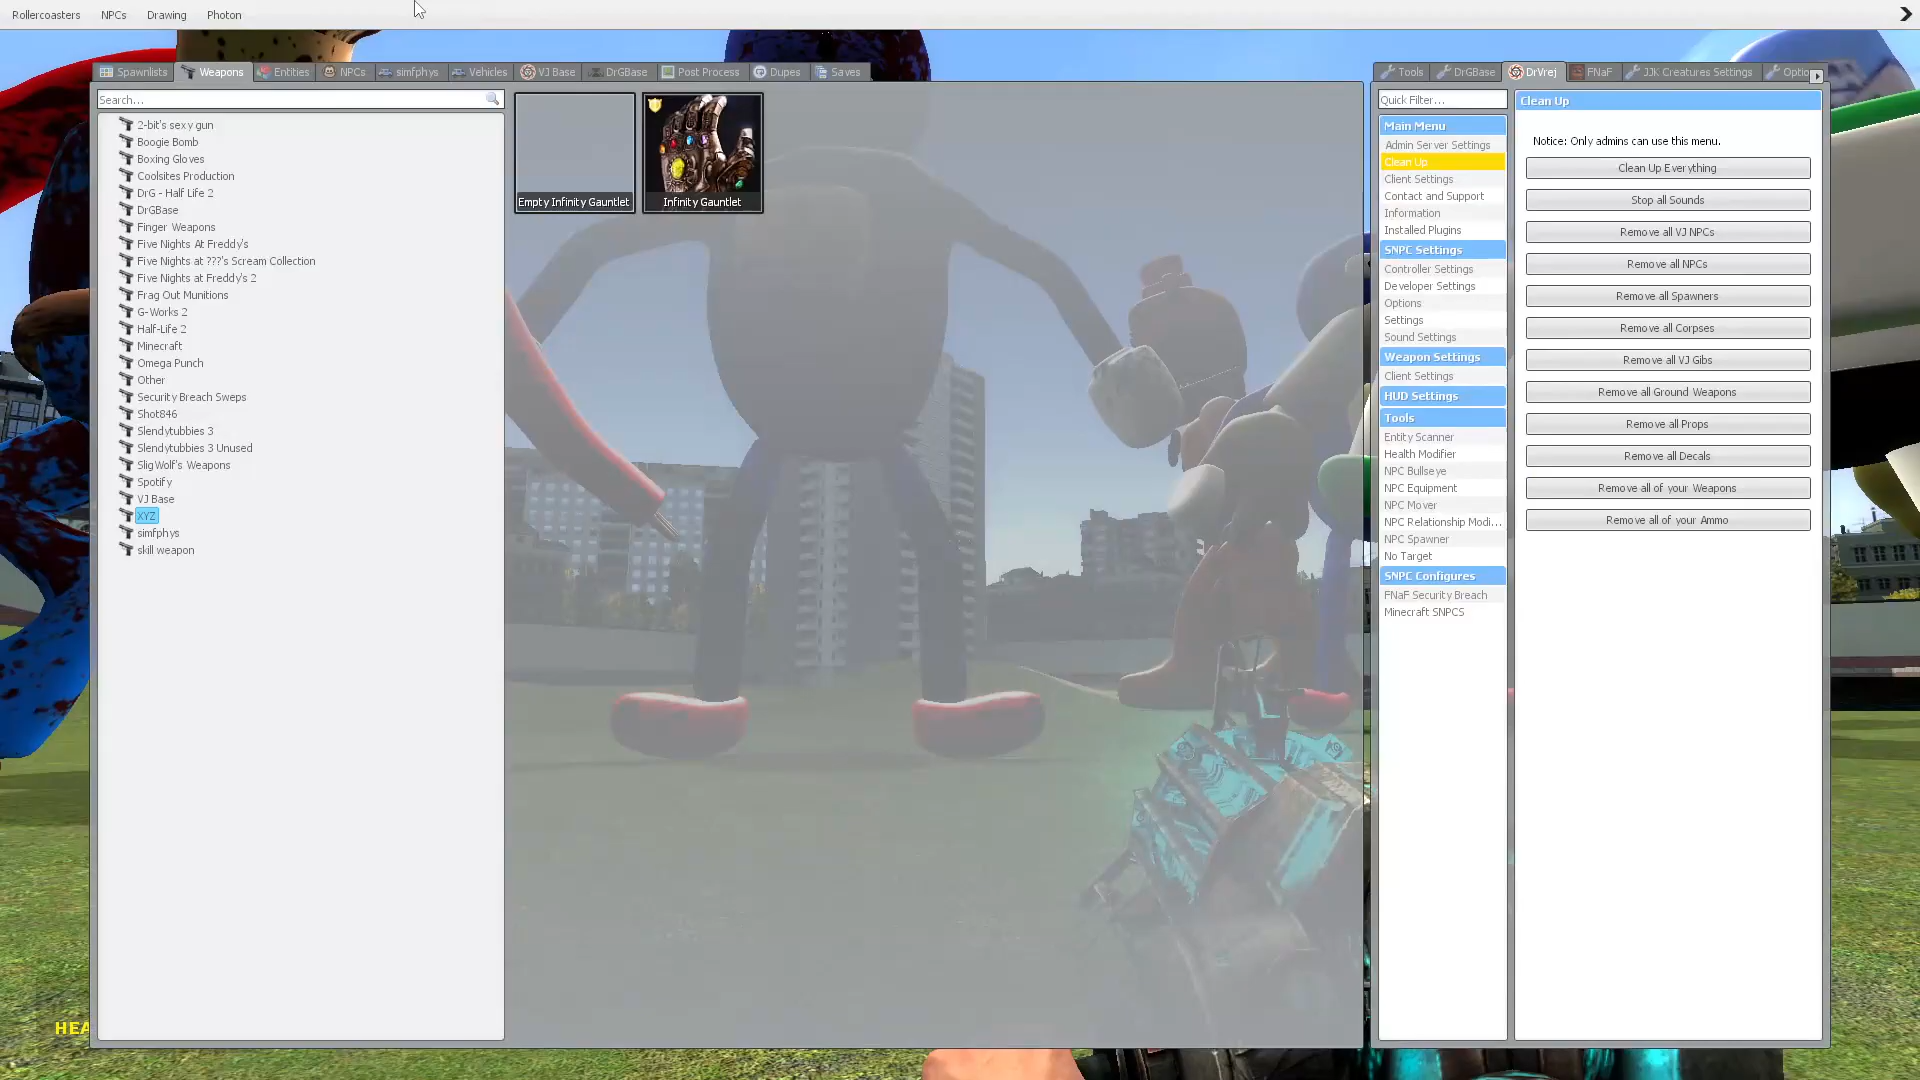 Rollercoasters NPCs Drawing Photon
Spawnlists Weapons Entities NPCs simfphys Vehicles VJ Base DrGBase Post Process Dupes Saves
Search...
2-bit's sexy gun
Boogie Bomb
Boxing Gloves
Coolsites Production
DrG - Half Life 2
DrGBase
Finger Weapons
Five Nights At Freddy's
Five Nights at ???'s Scream Collection
Five Nights at Freddy's 2
Frag Out Munitions
G-Works 2
Half-Life 2
Minecraft
Omega Punch
Other
Security Breach Sweps
Shot846
Slendytubbies 3
Slendytubbies 3 Unused
SligWolf's Weapons
Spotify
VJ Base
XYZ
simfphys
skill weapon
Empty Infinity Gauntlet
Infinity Gauntlet
Tools DrGBase DrVrej FNaF JJK Creatures Settings Optio
Quick Filter...
Main Menu
Admin Server Settings
Clean Up
Client Settings
Contact and Support
Information
Installed Plugins
SNPC Settings
Controller Settings
Developer Settings
Options
Settings
Sound Settings
Weapon Settings
Client Settings
HUD Settings
Tools
Entity Scanner
Health Modifier
NPC Bullseye
NPC Equipment
NPC Mover
NPC Relationship Modi...
NPC Spawner
No Target
SNPC Configures
FNaF Security Breach
Minecraft SNPCS
Clean Up
Notice: Only admins can use this menu.
Clean Up Everything
Stop all Sounds
Remove all VJ NPCs
Remove all NPCs
Remove all Spawners
Remove all Corpses
Remove all VJ Gibs
Remove all Ground Weapons
Remove all Props
Remove all Decals
Remove all of your Weapons
Remove all of your Ammo
HEA